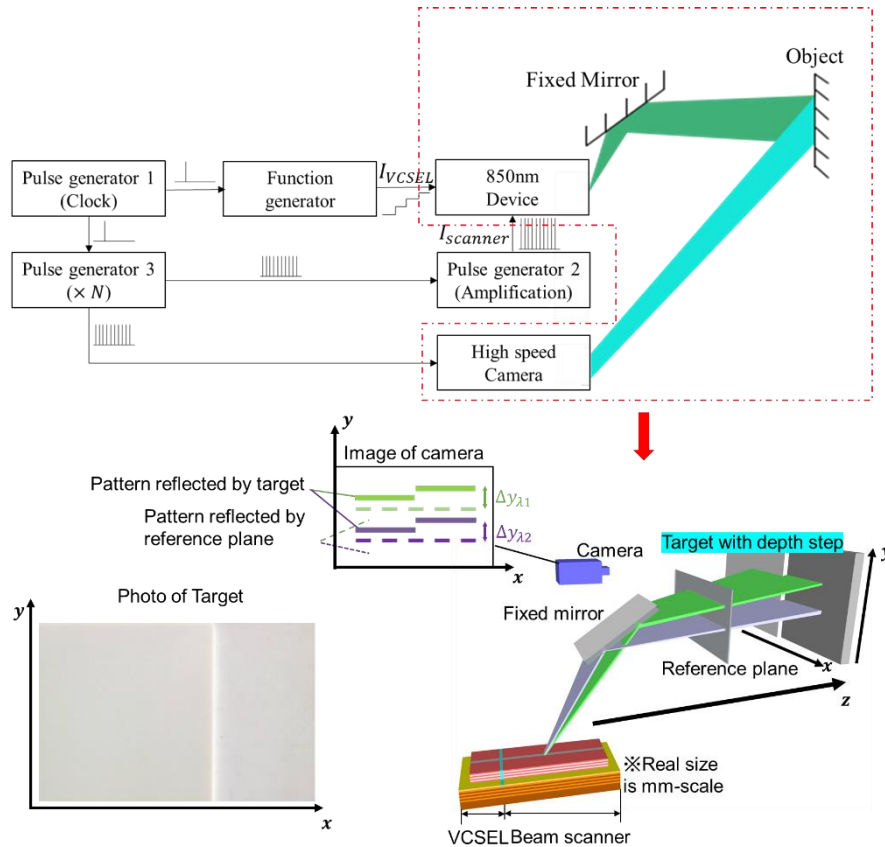 Object
Fixed Mirror
Pulse generator 1
(Clock)
Function
generator
I_VCSEL
850nm
Device
I_scanner
Pulse generator 3
(× N)
Pulse generator 2
(Amplification)
High speed
Camera
y
Image of camera
Pattern reflected by target
Δy_λ1
Pattern reflected by
reference plane
Δy_λ2
x
Camera
Target with depth step
y
Fixed mirror
Photo of Target
y
Reference plane
x
z
※Real size
is mm-scale
x
VCSEL
Beam scanner